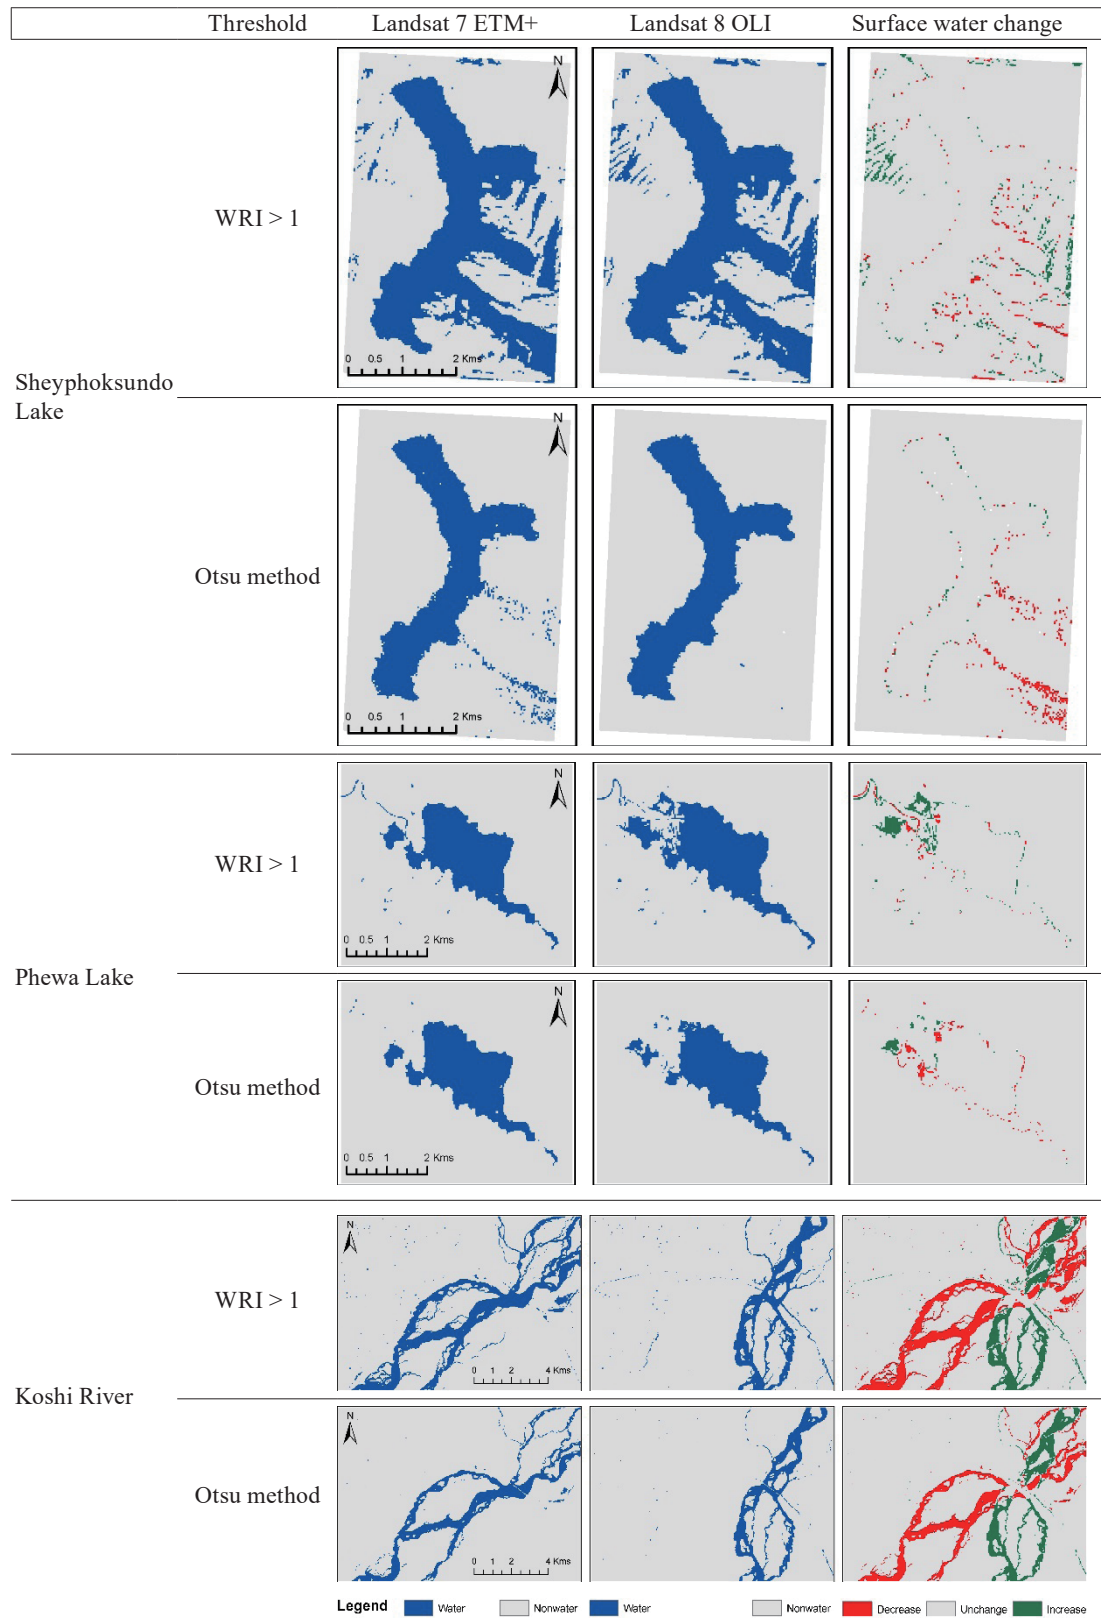 Threshold Landsat 7 ETM+ Landsat 8 OLI Surface water change
N
WRI > 1
0 0.5 1 2 Kms
Sheyphoksundo
Lake
N
Otsu method
0 0.5 1 2 Kms
N
WRI > 1
0 0.5 1 2 Kms
Phewa Lake
N
Otsu method
0 0.5 1 2 Kms
N
WRI > 1
0 1 2 4 Kms
Koshi River
N
Otsu method
0 1 2 4 Kms
Legend Water Nonwater Water Nonwater Decrease Unchange Increase